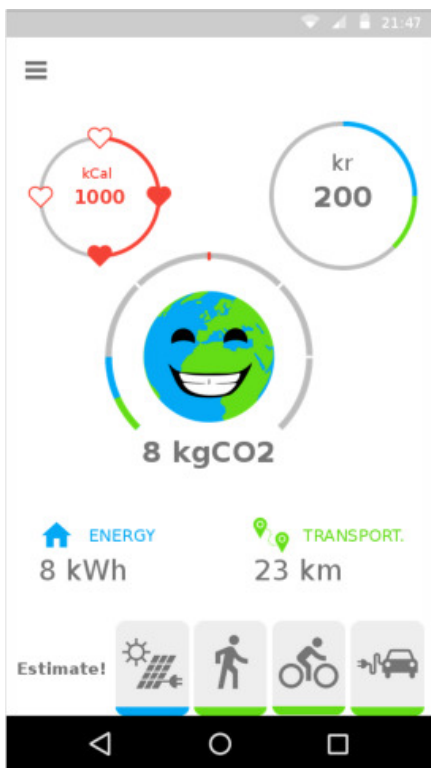 21:47
kCal
1000
kr
200
8 kgCO2
ENERGY
8 kWh
TRANSPORT.
23 km
Estimate!